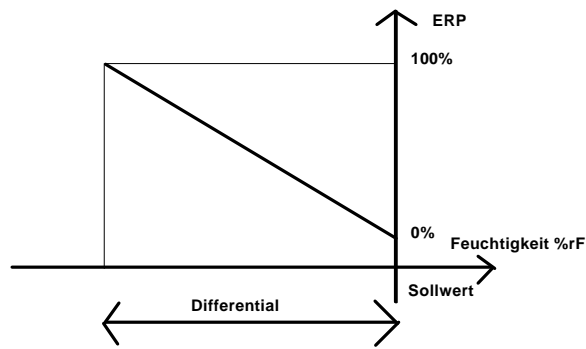 ERP
100%
0%
Feuchtigkeit %rF
Sollwert
Differential